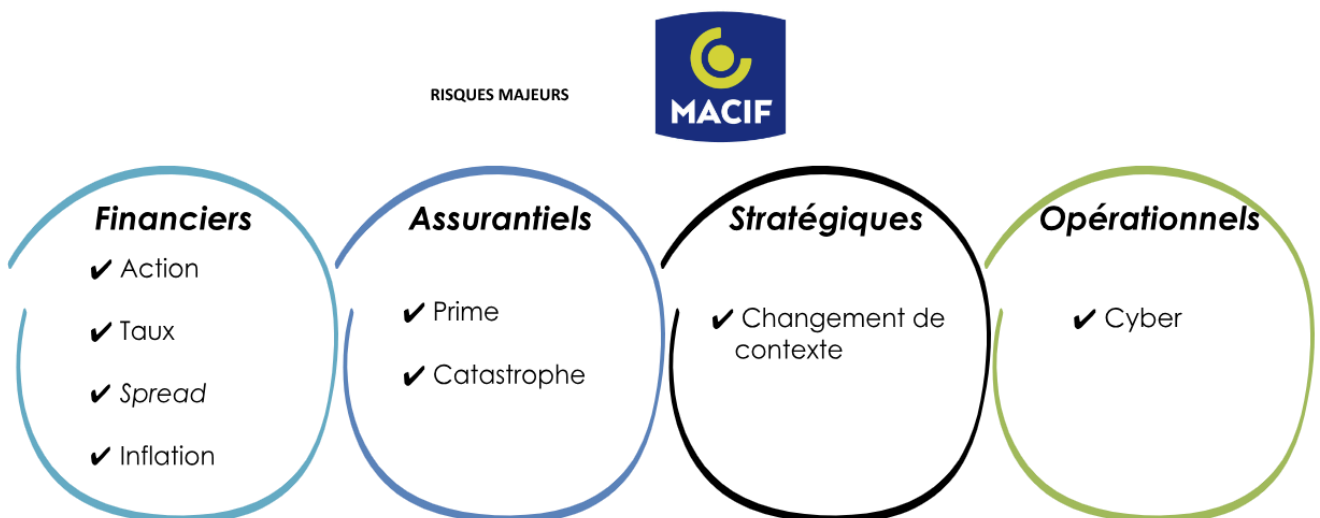 RISQUES MAJEURS
MACIF
Financiers
✔ Action
✔ Taux
✔ Spread
✔ Inflation
Assurantiels
✔ Prime
✔ Catastrophe
Stratégiques
✔ Changement de
contexte
Opérationnels
✔ Cyber